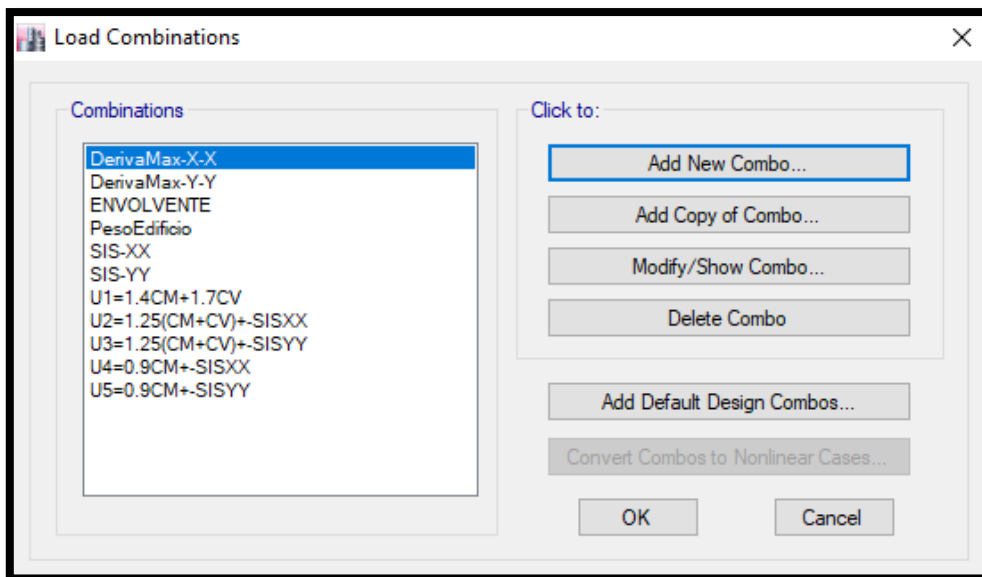 Load Combinations
Combinations
DerivaMax-X-X
DerivaMax-Y-Y
ENVOLVENTE
PesoEdificio
SIS-XX
SIS-YY
U1=1.4CM+1.7CV
U2=1.25(CM+CV)+-SISXX
U3=1.25(CM+CV)+-SISYY
U4=0.9CM+-SISXX
U5=0.9CM+-SISYY
Click to:
Add New Combo...
Add Copy of Combo...
Modify/Show Combo...
Delete Combo
Add Default Design Combos...
Convert Combos to Nonlinear Cases...
OK
Cancel